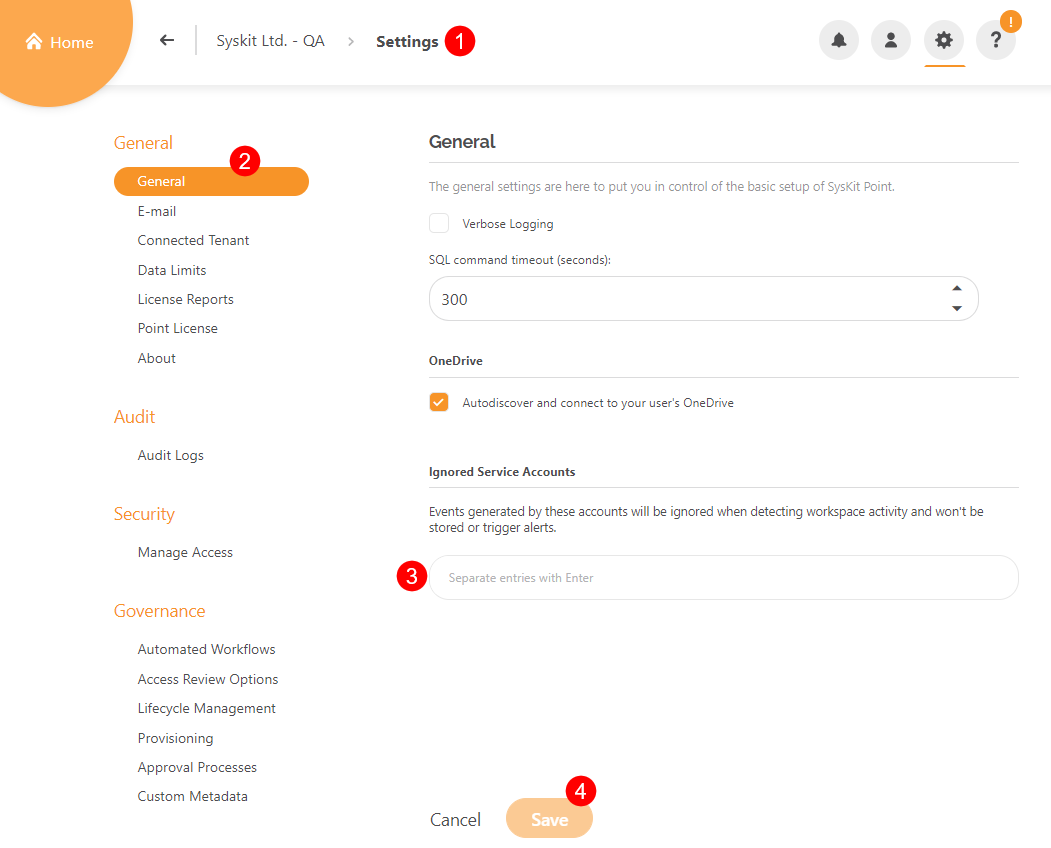 Home
Syskit Ltd. - QA > Settings 1
? !
General
2
General
E-mail
Connected Tenant
Data Limits
License Reports
Point License
About
Audit
Audit Logs
Security
Manage Access
Governance
Automated Workflows
Access Review Options
Lifecycle Management
Provisioning
Approval Processes
Custom Metadata
General
The general settings are here to put you in control of the basic setup of SysKit Point.
Verbose Logging
SQL command timeout (seconds):
300
OneDrive
Autodiscover and connect to your user's OneDrive
Ignored Service Accounts
Events generated by these accounts will be ignored when detecting workspace activity and won't be
stored or trigger alerts.
3 Separate entries with Enter
4
Cancel Save